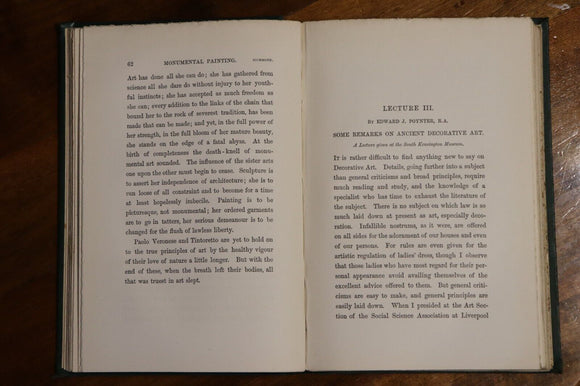 62 MONUMENTAL PAINTING. RICHMOND.
Art has done all she can do; she has gathered from
science all she dare do without injury to her youth-
ful instincts; she has accepted as much freedom as
she can; every addition to the links of the chain that
bound her to the rock of severest tradition, has been
made that can be made; and yet, in the full power of
her strength, in the full bloom of her mature beauty,
she stands on the edge of a fatal abyss. At the
birth of completeness the death-knell of monu-
mental art sounded. The influence of the sister arts
one upon the other must begin to cease. Sculpture is
to assert her independence of architecture; she is to
run loose of all constraint and to become for a time
at least hopelessly imbecile. Painting is to be
picturesque, not monumental; her ordered garments
are to go in tatters, her serious demeanour is to be
changed for the flush of lawless liberty.
Paolo Veronese and Tintoretto are yet to hold on
to the true principles of art by the healthy vigour
of their love of nature a little longer. But with the
end of these, when the breath left their bodies, all
that was truest in art slept.
LECTURE III.
BY EDWARD J. POYNTER, R.A.
SOME REMARKS ON ANCIENT DECORATIVE ART.
A Lecture given at the South Kensington Museum.
IT is rather difficult to find anything new to say on
Decorative Art. Details, going further into a subject
than general criticisms and broad principles, require
much reading and study, and the knowledge of a
specialist who has to exhaust the literature of
the subject. There is no subject on which law is so
much laid down at present as art, especially deco-
ration. Infallible nostrums, as it were, are offered
on all sides for the adornment of our houses and even
of our persons. For rules are even given for the
artistic regulation of ladies' dress, though I observe
that those ladies who have most regard for their per-
sonal appearance avoid availing themselves of the
excellent advice offered to them. But general criti-
cisms are easy to make, and general principles are
easily laid down. When I presided at the Art Sec-
tion of the Social Science Association at Liverpool